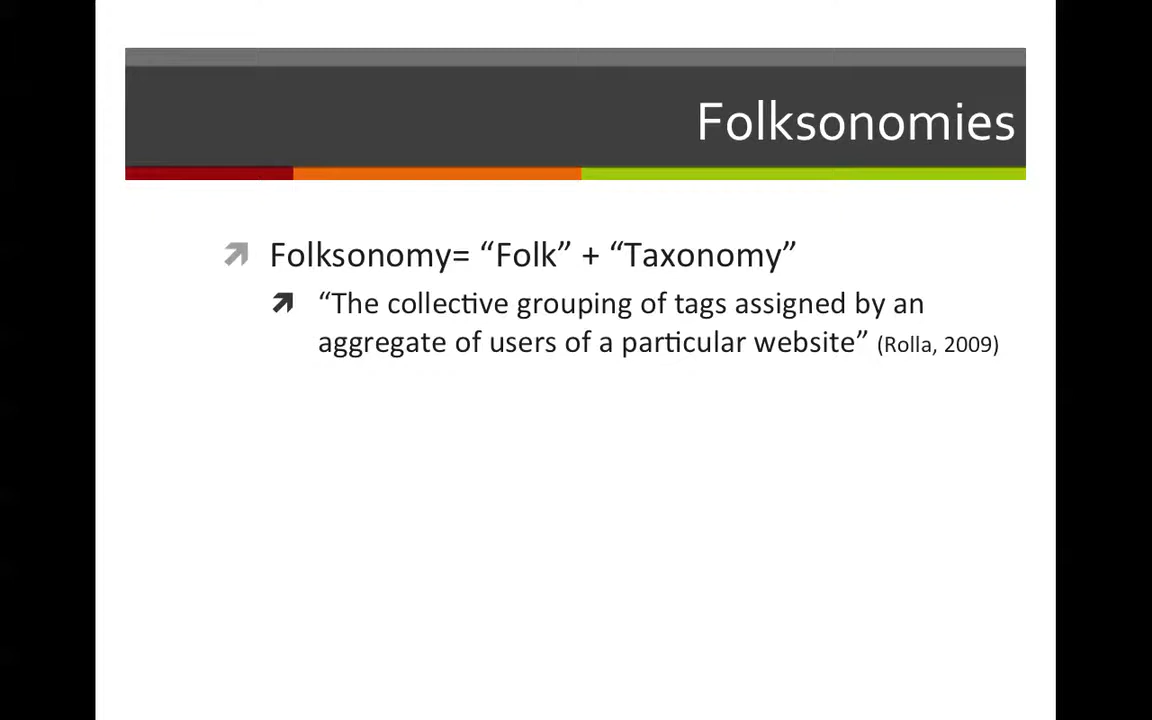 Folksonomies
Folksonomy= “Folk” + “Taxonomy”
“The collective grouping of tags assigned by an
aggregate of users of a particular website” (Rolla, 2009)